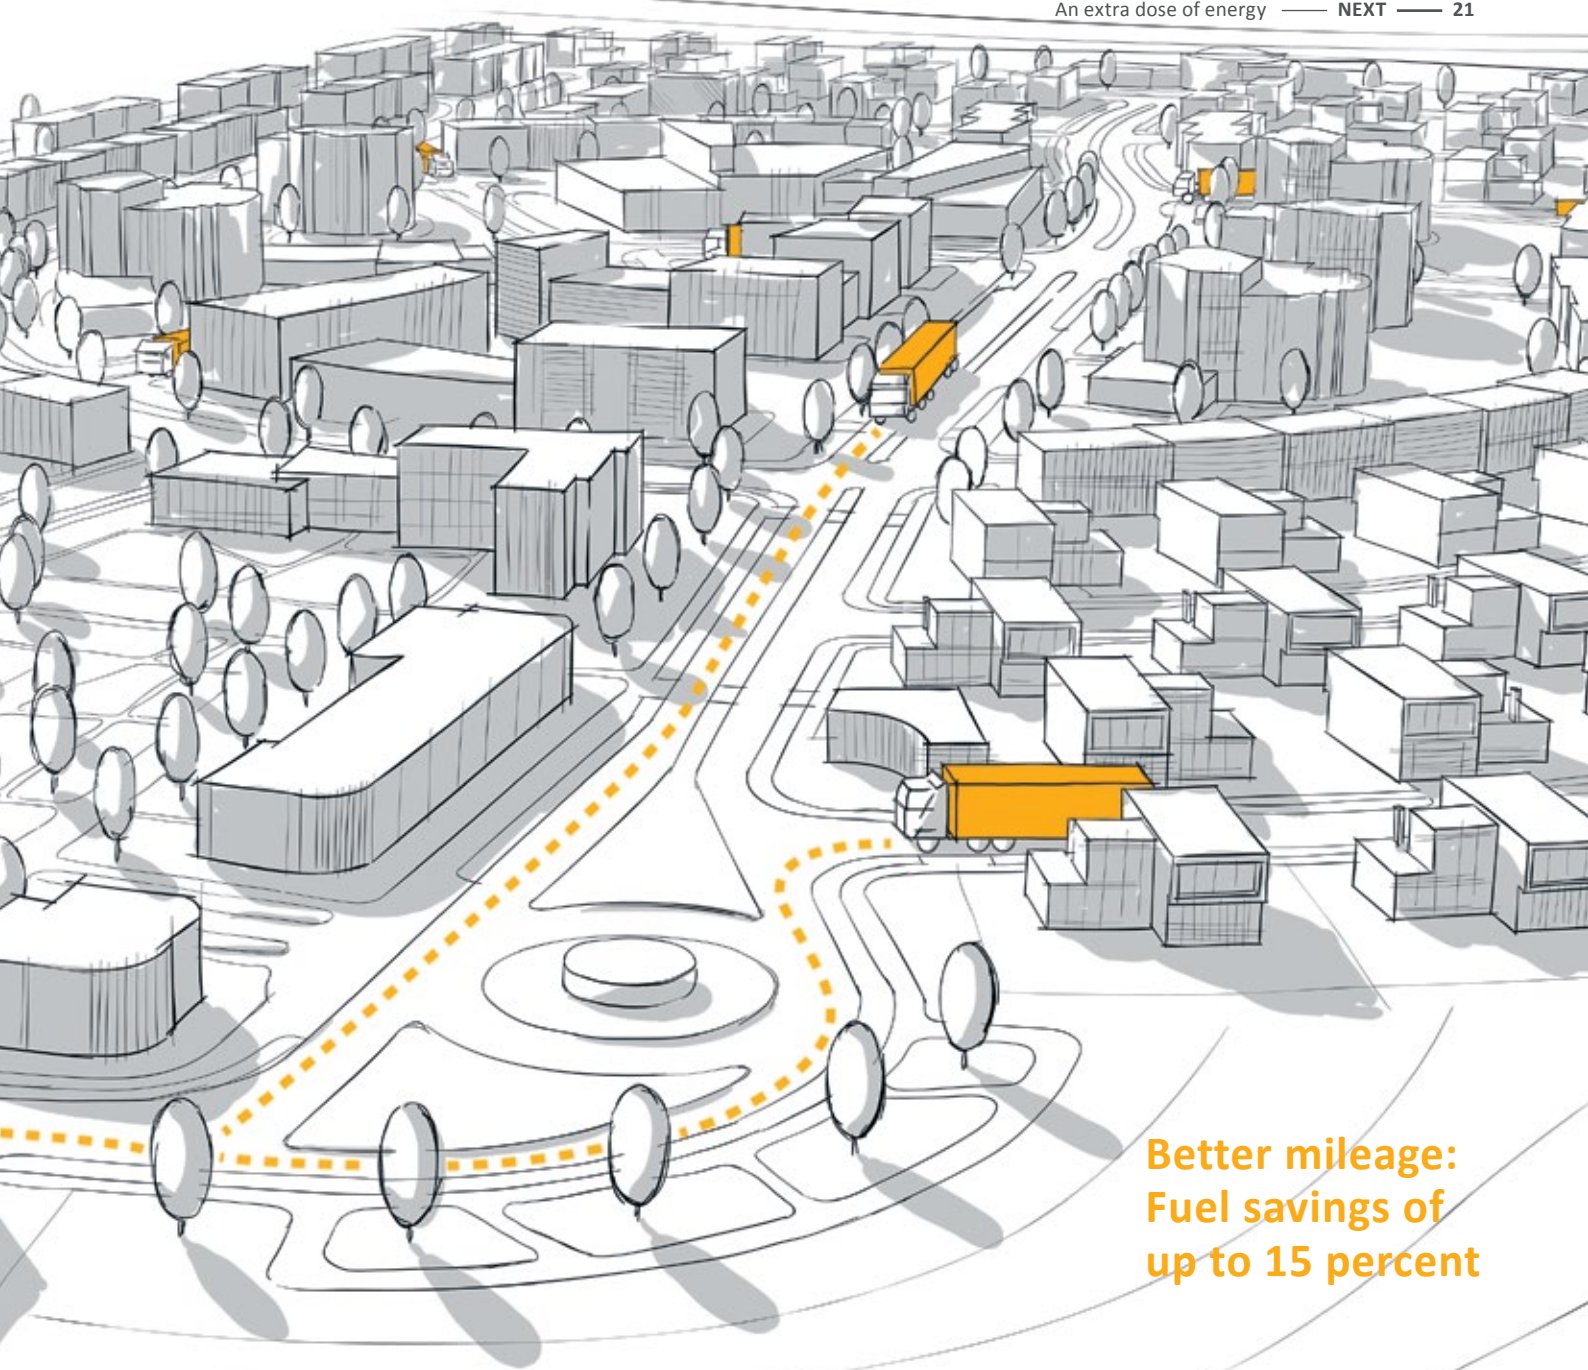 An extra dose of energy —— NEXT —— 21
Better mileage:
Fuel savings of
up to 15 percent